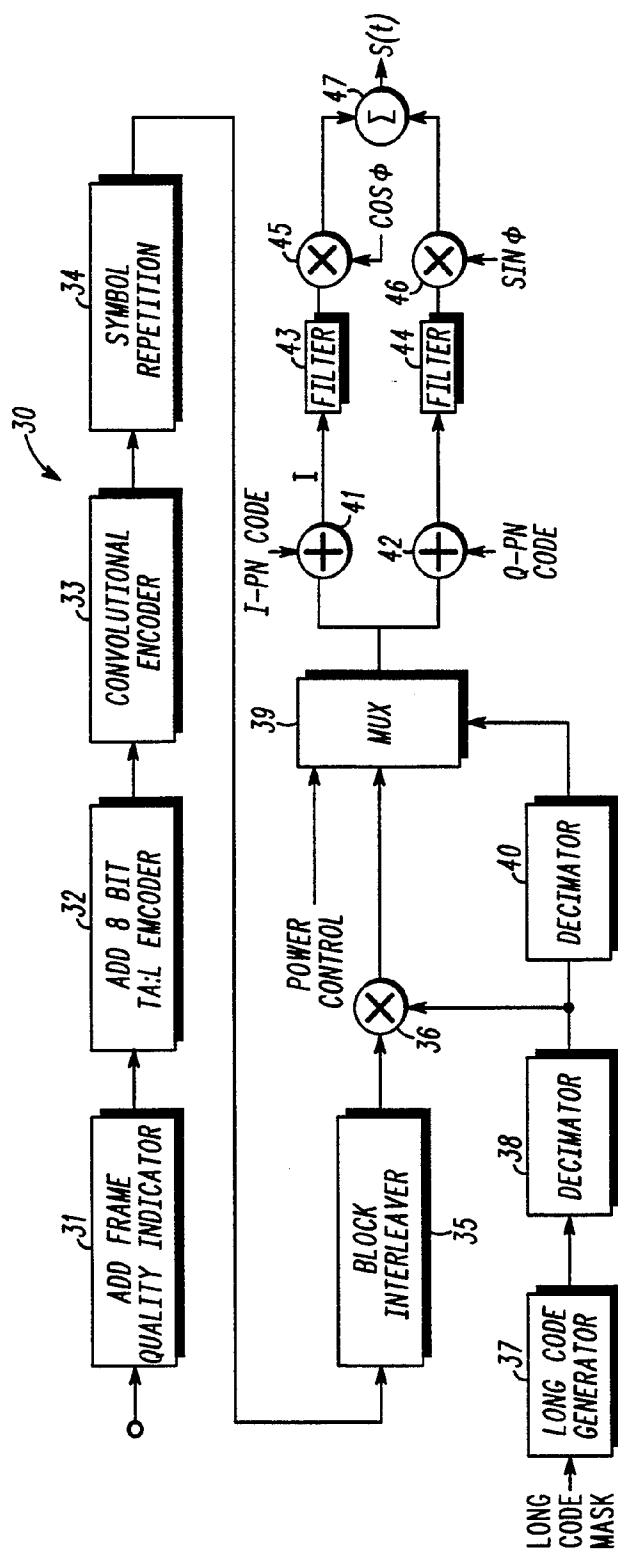 30
31
ADD FRAME
QUALITY INDICATOR
32
ADD 8 BIT
TA:L EMCODER
33
CONVOLUTIONAL
ENCODER
34
SYMBOL
REPETITION
BLOCK
INTERLEAVER
35
36
POWER
CONTROL
39
MUX
I-PN CODE
41
I
43
FILTER
45
COS Φ
47
Σ
S(t)
42
Q-PN
CODE
44
FILTER
46
SIN Φ
LONG
CODE
MASK
37
LONG CODE
GENERATOR
38
DECIMATOR
40
DECIMATOR